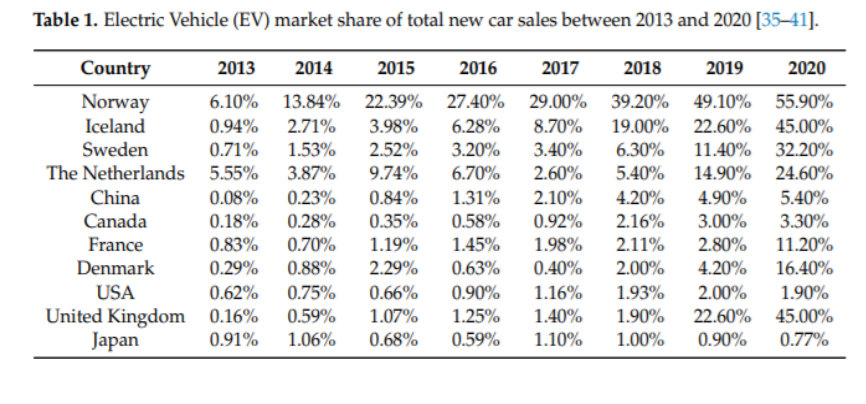 Table 1. Electric Vehicle (EV) market share of total new car sales between 2013 and 2020 [35–41].
Country 2013 2014 2015 2016 2017 2018 2019 2020
Norway 6.10% 13.84% 22.39% 27.40% 29.00% 39.20% 49.10% 55.90%
Iceland 0.94% 2.71% 3.98% 6.28% 8.70% 19.00% 22.60% 45.00%
Sweden 0.71% 1.53% 2.52% 3.20% 3.40% 6.30% 11.40% 32.20%
The Netherlands 5.55% 3.87% 9.74% 6.70% 2.60% 5.40% 14.90% 24.60%
China 0.08% 0.23% 0.84% 1.31% 2.10% 4.20% 4.90% 5.40%
Canada 0.18% 0.28% 0.35% 0.58% 0.92% 2.16% 3.00% 3.30%
France 0.83% 0.70% 1.19% 1.45% 1.98% 2.11% 2.80% 11.20%
Denmark 0.29% 0.88% 2.29% 0.63% 0.40% 2.00% 4.20% 16.40%
USA 0.62% 0.75% 0.66% 0.90% 1.16% 1.93% 2.00% 1.90%
United Kingdom 0.16% 0.59% 1.07% 1.25% 1.40% 1.90% 22.60% 45.00%
Japan 0.91% 1.06% 0.68% 0.59% 1.10% 1.00% 0.90% 0.77%